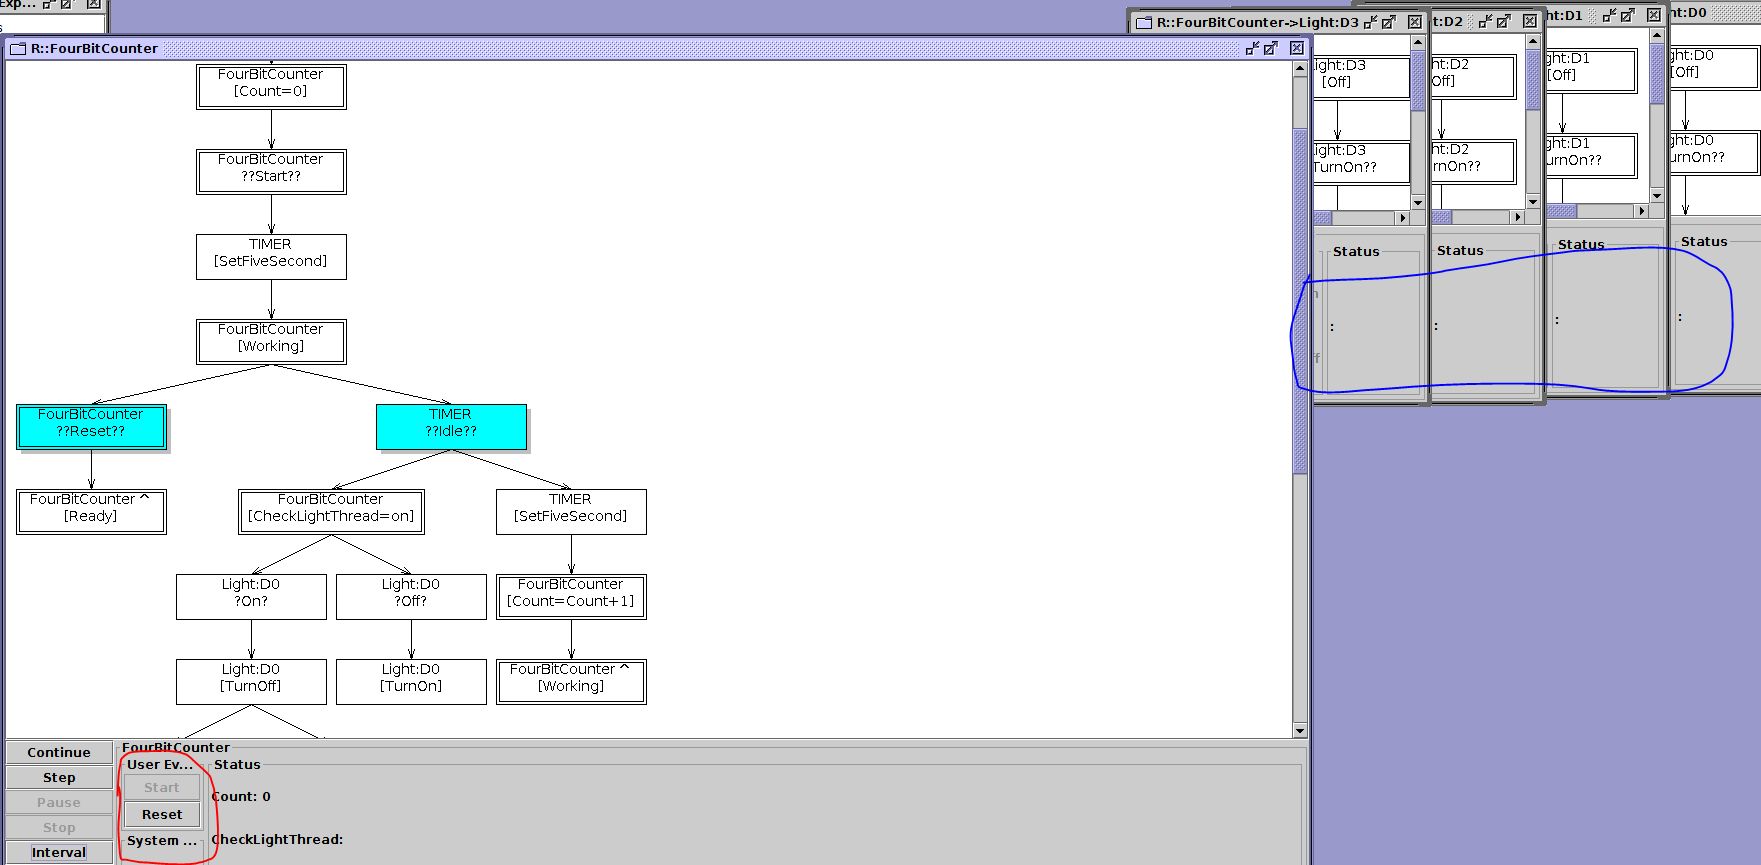 Exp...
s
R::FourBitCounter->Light:D3
t:D2
ht:D1
ht:D0
R::FourBitCounter
FourBitCounter
[Count=0]
FourBitCounter
??Start??
TIMER
[SetFiveSecond]
FourBitCounter
[Working]
FourBitCounter
??Reset??
TIMER
??Idle??
FourBitCounter ^
[Ready]
FourBitCounter
[CheckLightThread=on]
TIMER
[SetFiveSecond]
Light:D0
?On?
Light:D0
?Off?
FourBitCounter
[Count=Count+1]
Light:D0
[TurnOff]
Light:D0
[TurnOn]
FourBitCounter ^
[Working]
ight:D3
[Off]
ight:D3
TurnOn??
ht:D2
Off]
ht:D2
rnOn??
ght:D1
[Off]
ght:D1
urnOn??
ght:D0
[Off]
ght:D0
urnOn??
Status
n
:
f
Status
:
Status
:
Status
:
Continue
Step
Pause
Stop
Interval
FourBitCounter
User Ev...
Start
Reset
System ...
Status
Count: 0
CheckLightThread: